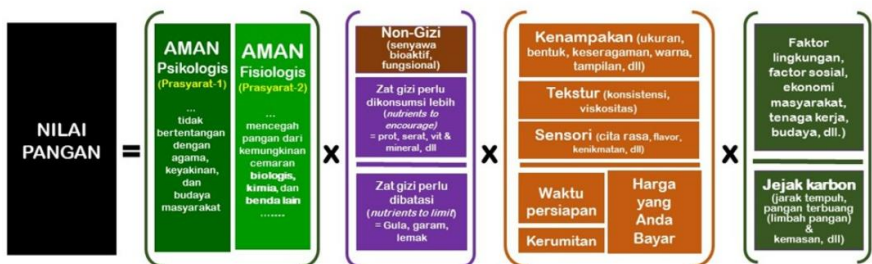 NILAI
PANGAN
=
AMAN
Psikologis
(Prasyarat-1)
...
tidak
bertentangan
dengan
agama,
keyakinan,
dan
budaya
masyarakat
AMAN
Fisiologis
(Prasyarat-2)
...
mencegah
pangan dari
kemungkinan
cemaran
biologis,
kimia, dan
benda lain
.......
x
Non-Gizi
(senyawa
bioaktif,
fungsional)
Zat gizi perlu
dikonsumsi lebih
(nutrients to
encourage)
= prot, serat, vit &
mineral, dll
Zat gizi perlu
dibatasi
(nutrients to limit)
= Gula, garam,
lemak
x
Kenampakan (ukuran,
bentuk, keseragaman, warna,
tampilan, dll)
Tekstur (konsistensi,
viskositas)
Sensori (cita rasa, flavor,
kenikmatan, dll)
Waktu
persiapan
Kerumitan
Harga
yang
Anda
Bayar
x
Faktor
lingkungan,
factor sosial,
ekonomi
masyarakat,
tenaga kerja,
budaya, dll.)
Jejak karbon
(jarak tempuh,
pangan terbuang
(limbah pangan)
&
kemasan, dll)